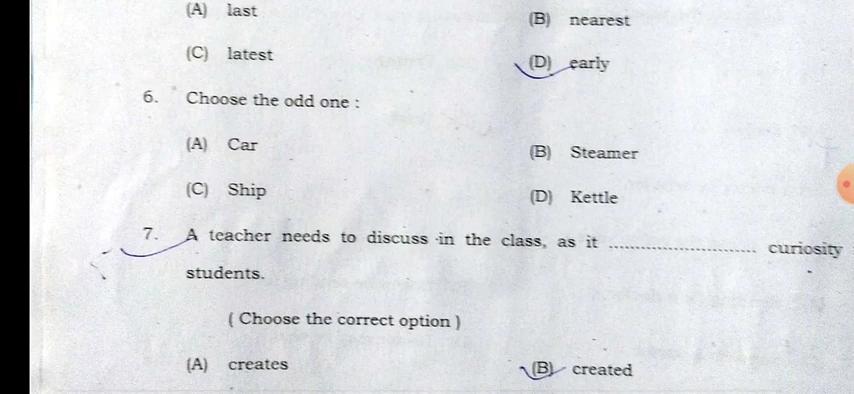 (A) last (B) nearest
(C) latest (D) early
6. Choose the odd one :
(A) Car (B) Steamer
(C) Ship (D) Kettle
7. A teacher needs to discuss in the class, as it ............................ curiosity
students.
( Choose the correct option )
(A) creates (B) created